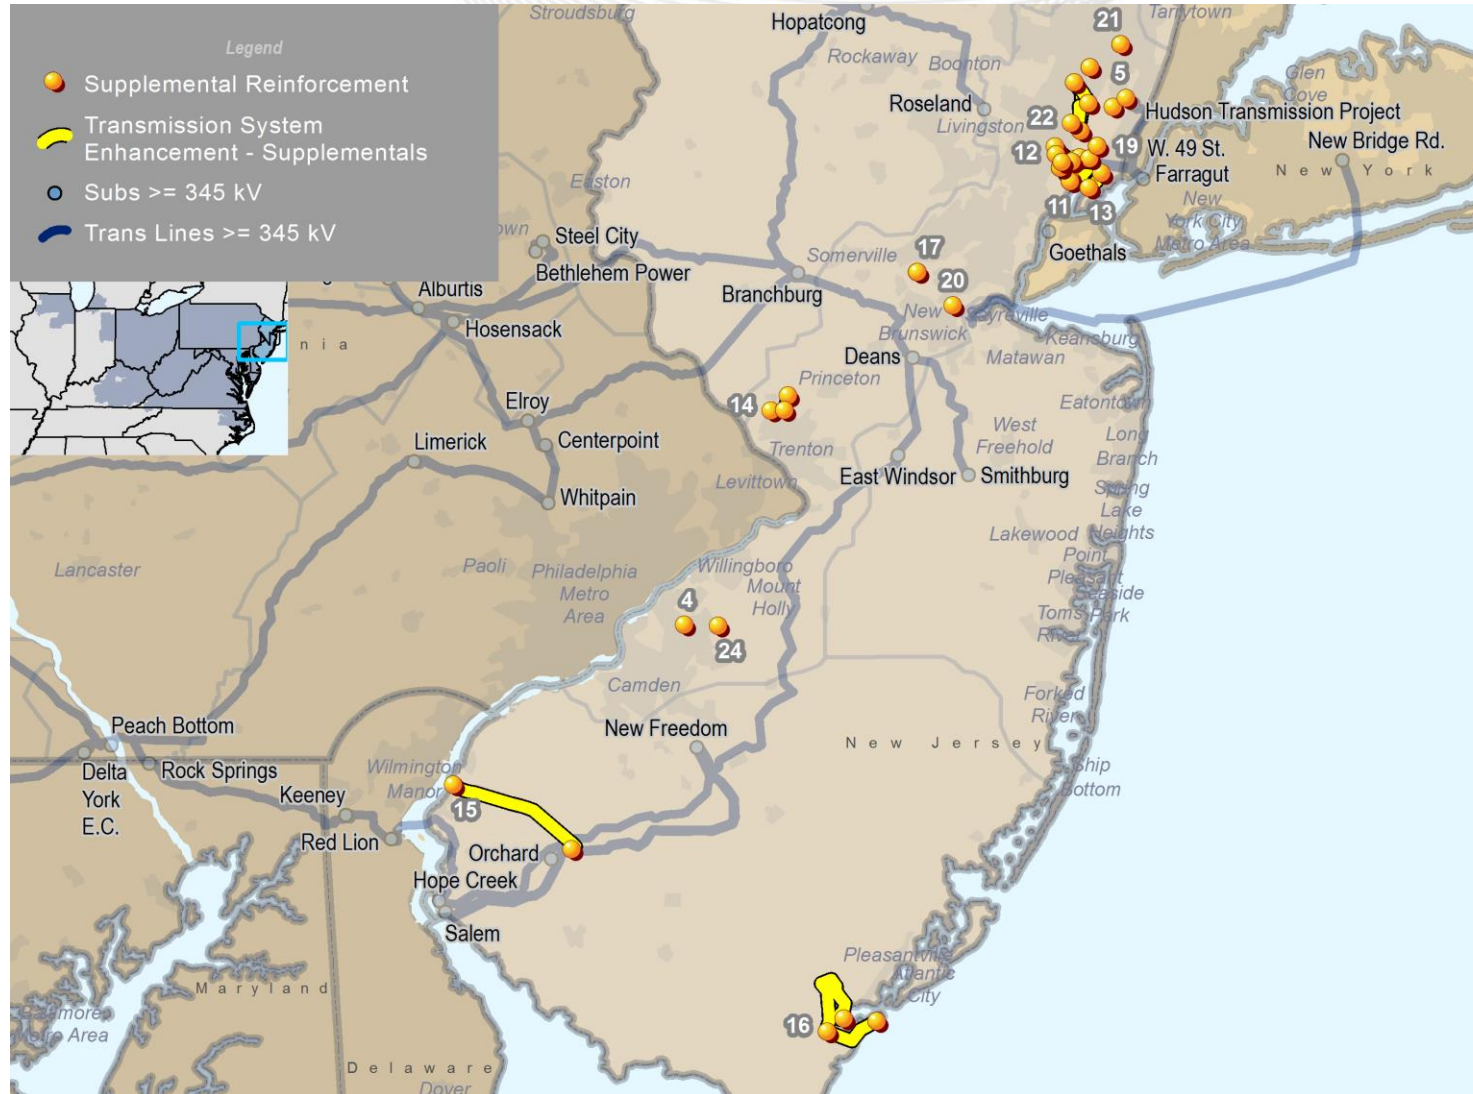 Legend
Supplemental Reinforcement
Transmission System
Enhancement - Supplementals
Subs >= 345 kV
Trans Lines >= 345 kV
Stroudsburg
Hopatcong
Tarrytown
21
Rockaway
Boonton
5
Glen
Cove
Roseland
Livingston
22
Hudson Transmission Project
New Bridge Rd.
12
19
W. 49 St.
Farragut
New York
Easton
11
13
New
York City
Metro Area
Steel City
Bethlehem Power
Somerville
17
Goethals
Branchburg
20
Alburtis
Hosensack
New
Brunswick
Sayreville
Keansburg
Matawan
Deans
nia
Princeton
14
Elroy
Limerick
Centerpoint
Eatontown
West
Freehold
Long
Branch
Trenton
Levittown
East Windsor
Smithburg
Whitpain
Spring
Lake
Heights
Lakewood
Point
Pleasant
Lancaster
Paoli
Philadelphia
Metro
Area
Willingboro
Mount
Holly
Seaside
Park
Toms
River
4
24
Camden
Forked
River
Peach Bottom
New Freedom
New Jersey
Delta
York
E.C.
Rock Springs
Wilmington
Manor
Ship
Bottom
Keeney
15
Red Lion
Orchard
Hope Creek
Salem
Pleasantville
Atlantic
City
Maryland
16
Metro Area
Delaware
Dover